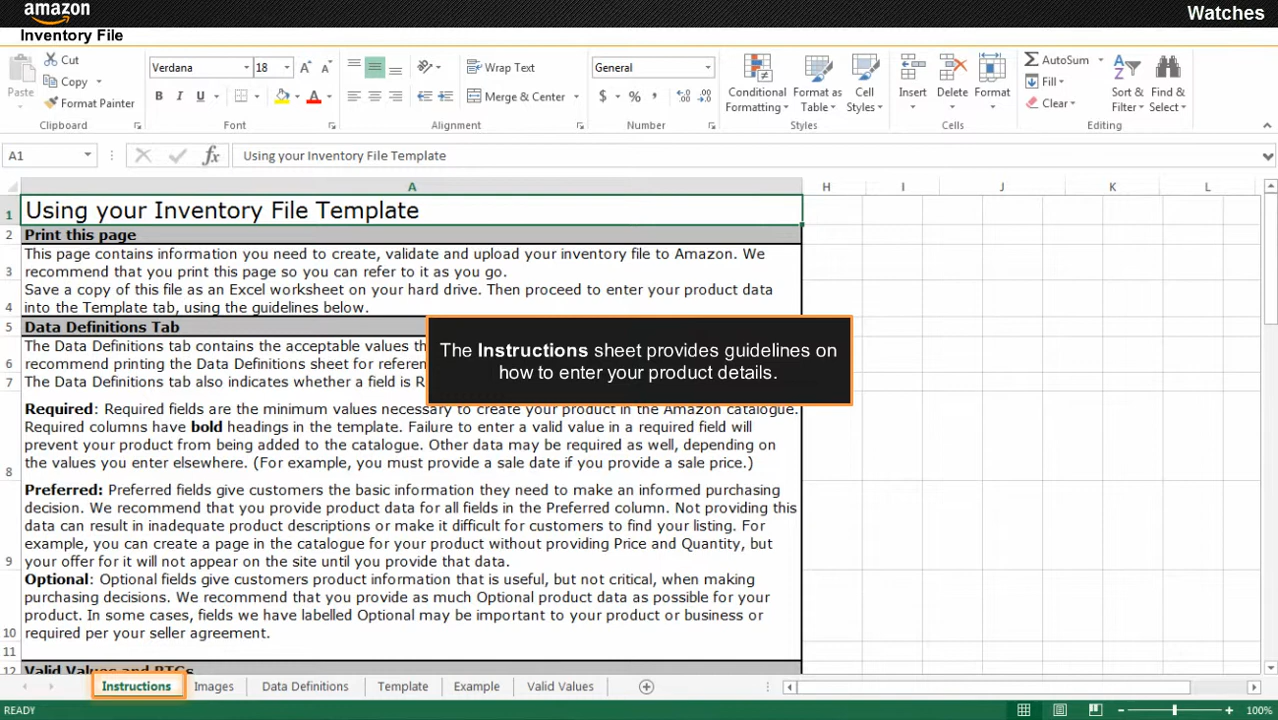 amazon
Watches
Inventory File
Cut
Copy
Format Painter
Paste
Clipboard
Verdana
18
A
A
B
I
U
A
Font
Wrap Text
Merge & Center
Alignment
General
$
%
,
Number
Conditional
Formatting
Format as
Table
Cell
Styles
Styles
Insert
Delete
Format
Cells
AutoSum
Fill
Clear
Sort &
Filter
Find &
Select
Editing
A1
fx
Using your Inventory File Template
A
H
I
J
K
L
1
Using your Inventory File Template
2
Print this page
This page contains information you need to create, validate and upload your inventory file to Amazon. We
3
recommend that you print this page so you can refer to it as you go.
Save a copy of this file as an Excel worksheet on your hard drive. Then proceed to enter your product data
4
into the Template tab, using the guidelines below.
5
Data Definitions Tab
The Data Definitions tab contains the acceptable values
6
recommend printing the Data Definitions sheet for
7
The Data Definitions tab also indicates whether a field is
The Instructions sheet provides guidelines on
how to enter your product details.
Required: Required fields are the minimum values necessary to create your product in the Amazon catalogue.
Required columns have bold headings in the template. Failure to enter a valid value in a required field will
prevent your product from being added to the catalogue. Other data may be required as well, depending on
8
the values you enter elsewhere. (For example, you must provide a sale date if you provide a sale price.)
Preferred: Preferred fields give customers the basic information they need to make an informed purchasing
decision. We recommend that you provide product data for all fields in the Preferred column. Not providing this
data can result in inadequate product descriptions or make it difficult for customers to find your listing. For
example, you can create a page in the catalogue for your product without providing Price and Quantity, but
9
your offer for it will not appear on the site until you provide that data.
Optional: Optional fields give customers product information that is useful, but not critical, when making
purchasing decisions. We recommend that you provide as much Optional product data as possible for your
product. In some cases, fields we have labelled Optional may be important to your product or business or
10
required per your seller agreement.
11
12
Valid Values and BTGs
Instructions
Images
Data Definitions
Template
Example
Valid Values
READY
100%